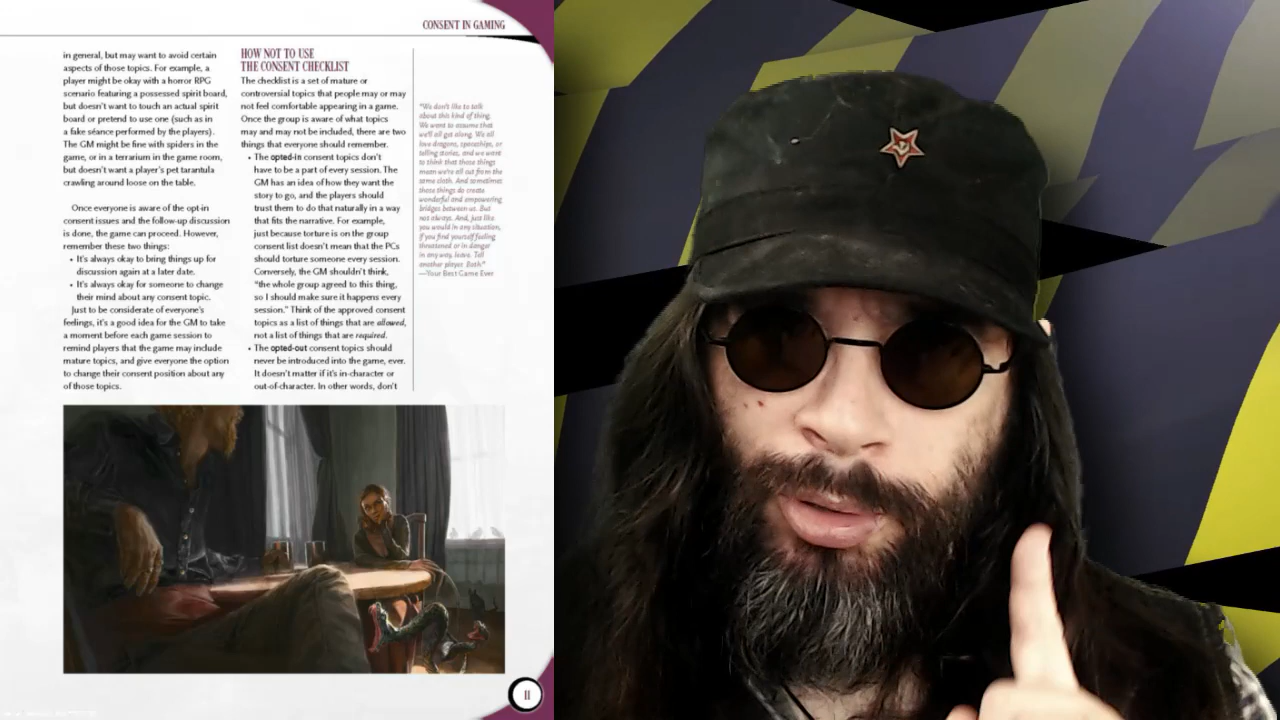 CONSENT IN GAMING
in general, but may want to avoid certain
aspects of those topics. For example, a
player might be okay with a horror RPG
scenario featuring a possessed spirit board,
but doesn't want to touch an actual spirit
board or pretend to use one (such as in
a fake séance performed by the players).
The GM might be fine with spiders in the
game, or in a terrarium in the game room,
but doesn't want a player's pet tarantula
crawling around loose on the table.
Once everyone is aware of the opt-in
consent issues and the follow-up discussion
is done, the game can proceed. However,
remember these two things:
• It's always okay to bring things up for
discussion again at a later date.
• It's always okay for someone to change
their mind about any consent topic.
Just to be considerate of everyone's
feelings, it's a good idea for the GM to take
a moment before each game session to
remind players that the game may include
mature topics, and give everyone the option
to change their consent position about any
of those topics.
HOW NOT TO USE
THE CONSENT CHECKLIST
The checklist is a set of mature or
controversial topics that people may or may
not feel comfortable appearing in a game.
Once the group is aware of what topics
may and may not be included, there are two
things that everyone should remember.
• The opted-in consent topics don't
have to be a part of every session. The
GM has an idea of how they want the
story to go, and the players should
trust them to do that naturally in a way
that fits the narrative. For example,
just because torture is on the group
consent list doesn't mean that the PCs
should torture someone every session.
Conversely, the GM shouldn't think,
"the whole group agreed to this thing,
so I should make sure it happens every
session." Think of the approved consent
topics as a list of things that are allowed,
not a list of things that are required.
• The opted-out consent topics should
never be introduced into the game, ever.
It doesn't matter if it's in-character or
out-of-character. In other words, don't
"We don't like to talk
about this kind of thing.
We want to assume that
we'll all get along. We all
love dragons, spaceships, or
telling stories, and we want
to think that those things
mean we're all cut from the
same cloth. And sometimes
these things do create
wonderful and empowering
bridges between us. But
not always. And, just like
you would in any situation,
if you find yourself feeling
threatened or in danger
in any way, leave. Tell
another player. Both."
—Your Best Game Ever
11